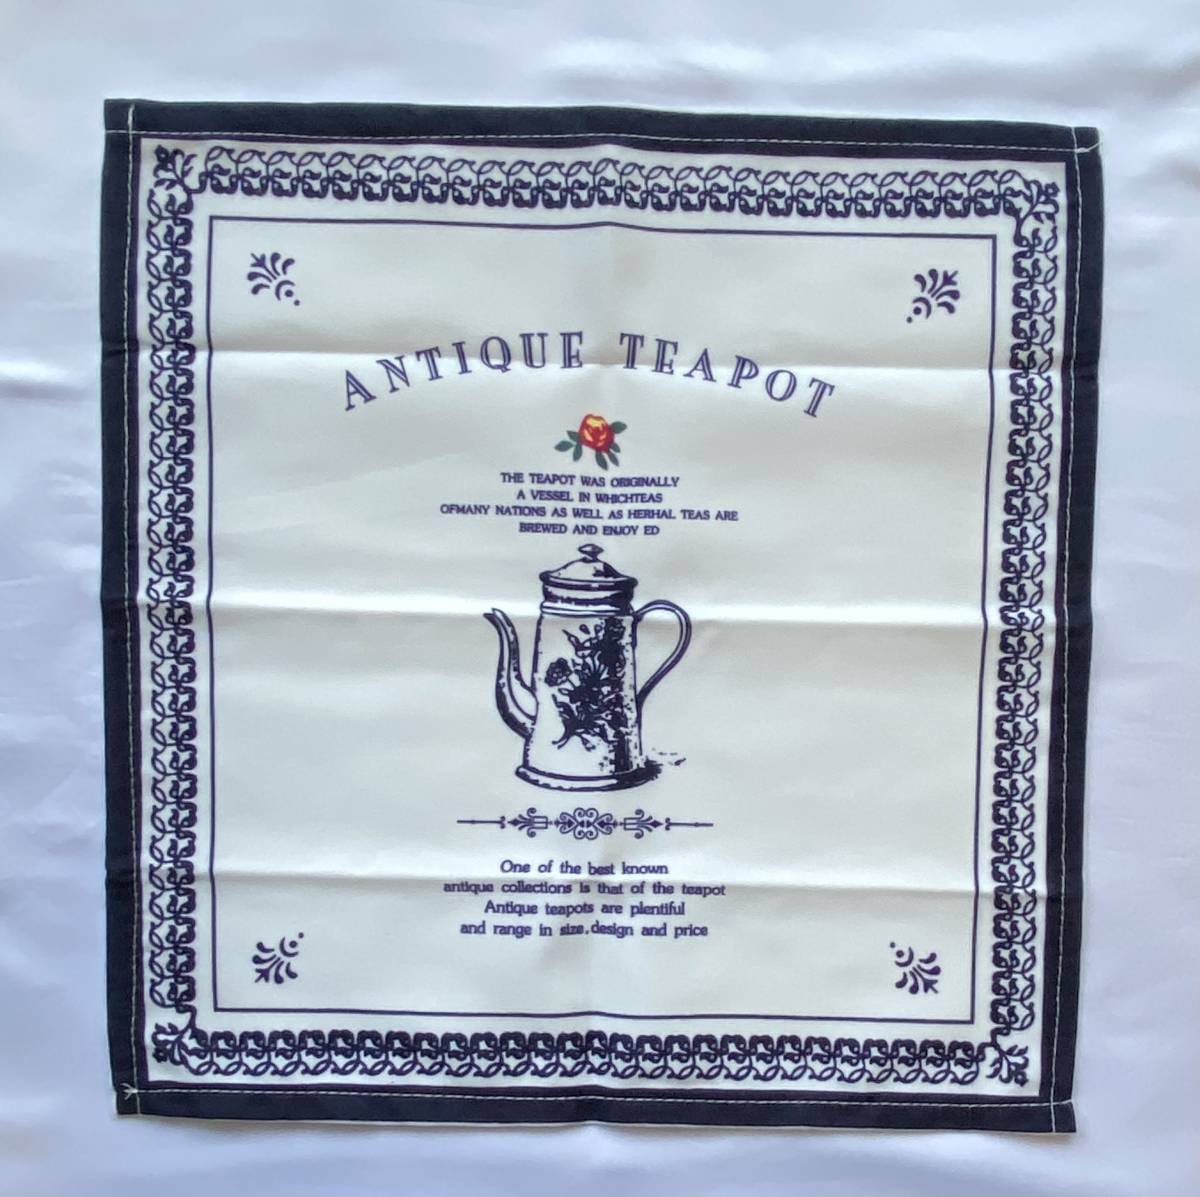 ANTIQUE TEAPOT
THE TEAPOT WAS ORIGINALLY
A VESSEL IN WHICHTEAS
OFMANY NATIONS AS WELL AS HERHAL TEAS ARE
BREWED AND ENJOY ED
One of the best known
antique collections is that of the teapot
Antique teapots are plentiful
and range in size,design and price